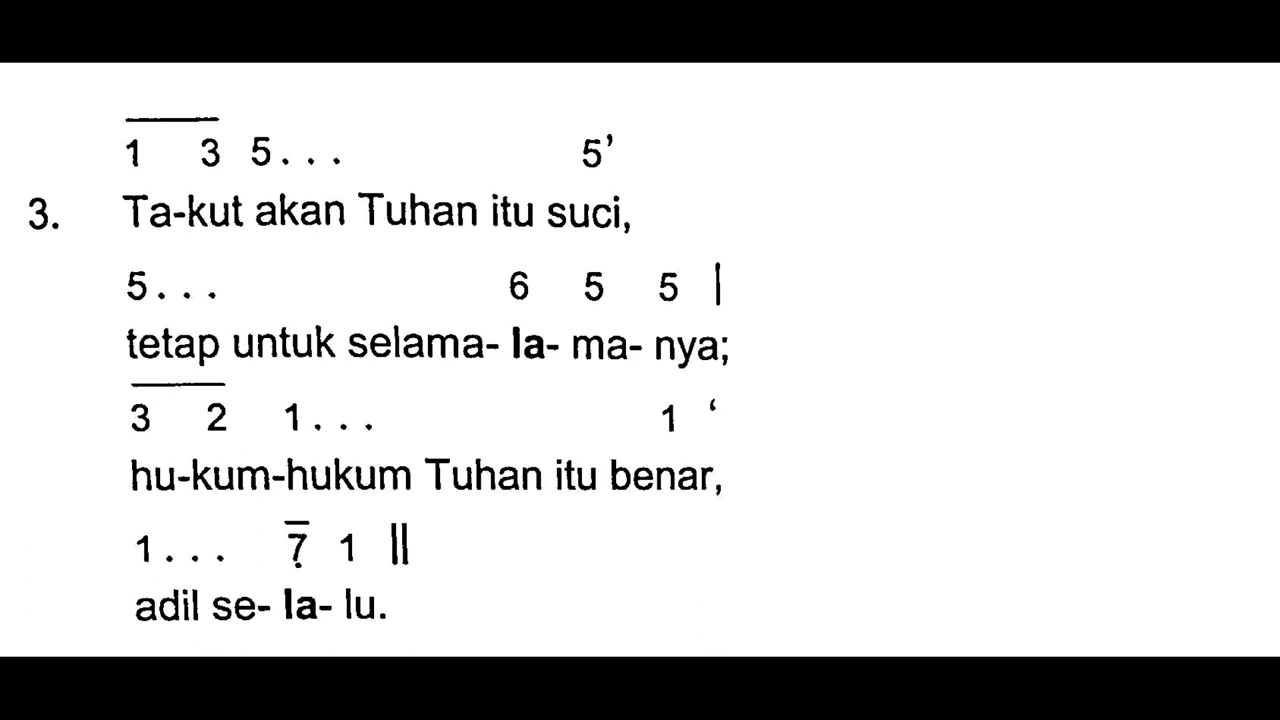 1 3 5 . . . 5’
3. Ta-kut akan Tuhan itu suci,
5 . . . 6 5 5 |
tetap untuk selama- la- ma- nya;
3 2 1 . . . 1 ‘
hu-kum-hukum Tuhan itu benar,
1 . . . 7̣ 1 ||
adil se- la- lu.